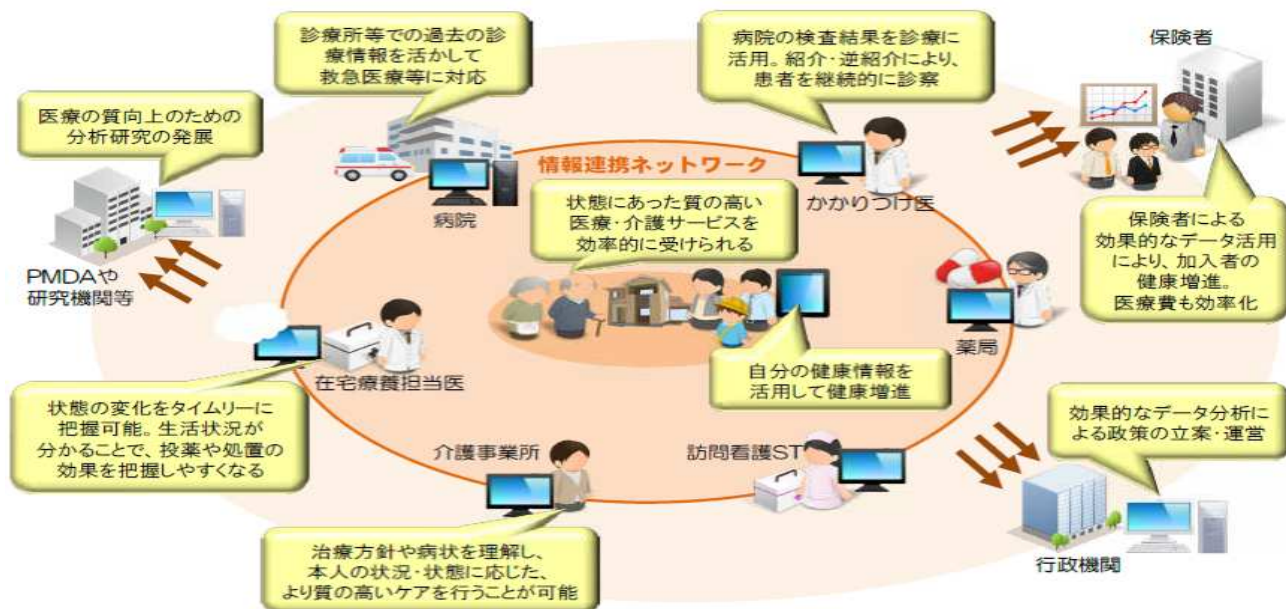 診療所等での過去の診
療情報を活かして
救急医療等に対応
病院の検査結果を診療に
活用。紹介・逆紹介により、
患者を継続的に診察
保険者
医療の質向上のための
分析研究の発展
情報連携ネットワーク
病院
かかりつけ医
状態にあった質の高い
医療・介護サービスを
効率的に受けられる
保険者による
効果的なデータ活用
により、加入者の
健康増進。
医療費も効率化
PMDAや
研究機関等
薬局
在宅療養担当医
自分の健康情報を
活用して健康増進
状態の変化をタイムリーに
把握可能。生活状況が
分かることで、投薬や処置の
効果を把握しやすくなる
効果的なデータ分析に
よる政策の立案・運営
介護事業所
訪問看護ST
治療方針や病状を理解し、
本人の状況・状態に応じた、
より質の高いケアを行うことが可能
行政機関